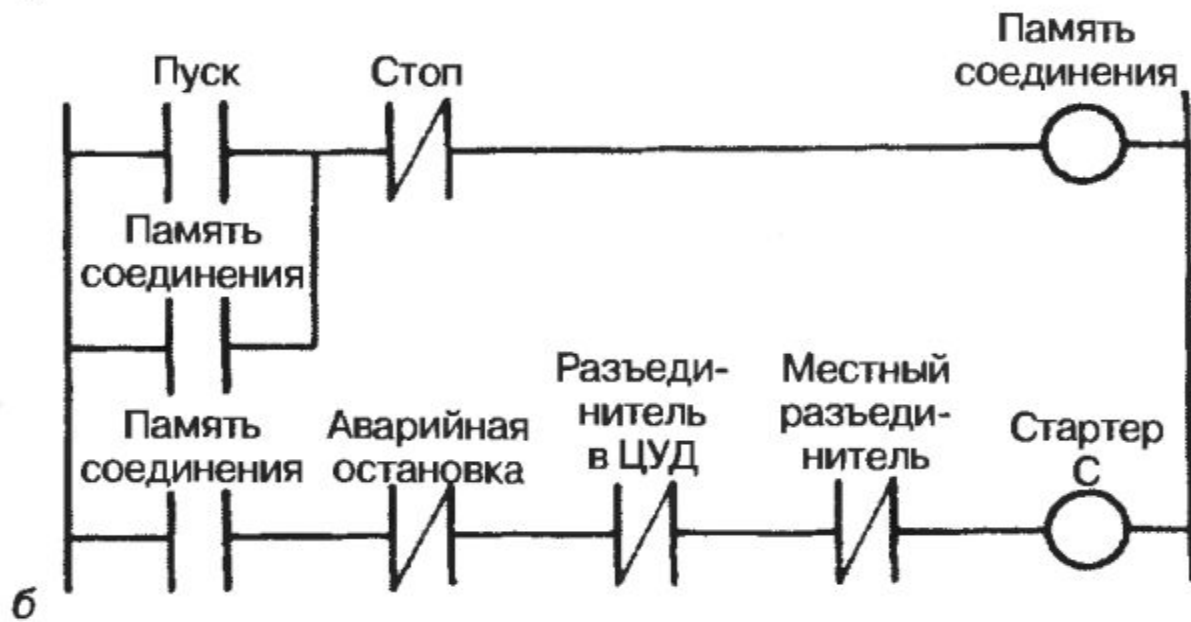 Пуск
Стоп
Память
соединения
Память
соединения
Память
соединения
Аварийная
остановка
Разъеди-
нитель
в ЦУД
Местный
разъеди-
нитель
Стартер
С
б